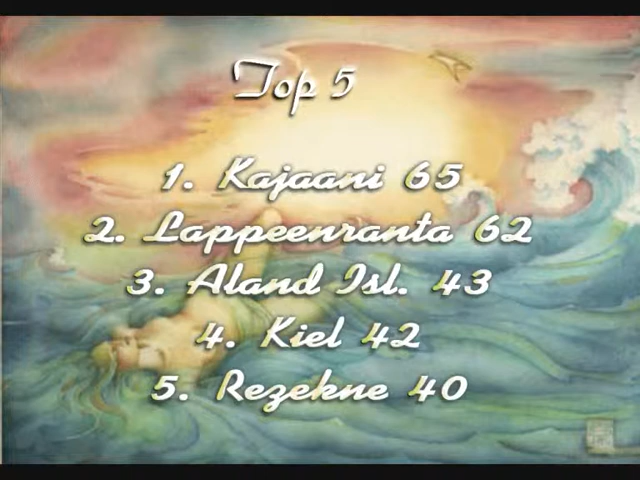 Top 5
1. Kajaani 65
2. Lappeenranta 62
3. Aland Isl. 43
4. Kiel 42
5. Rezekne 40